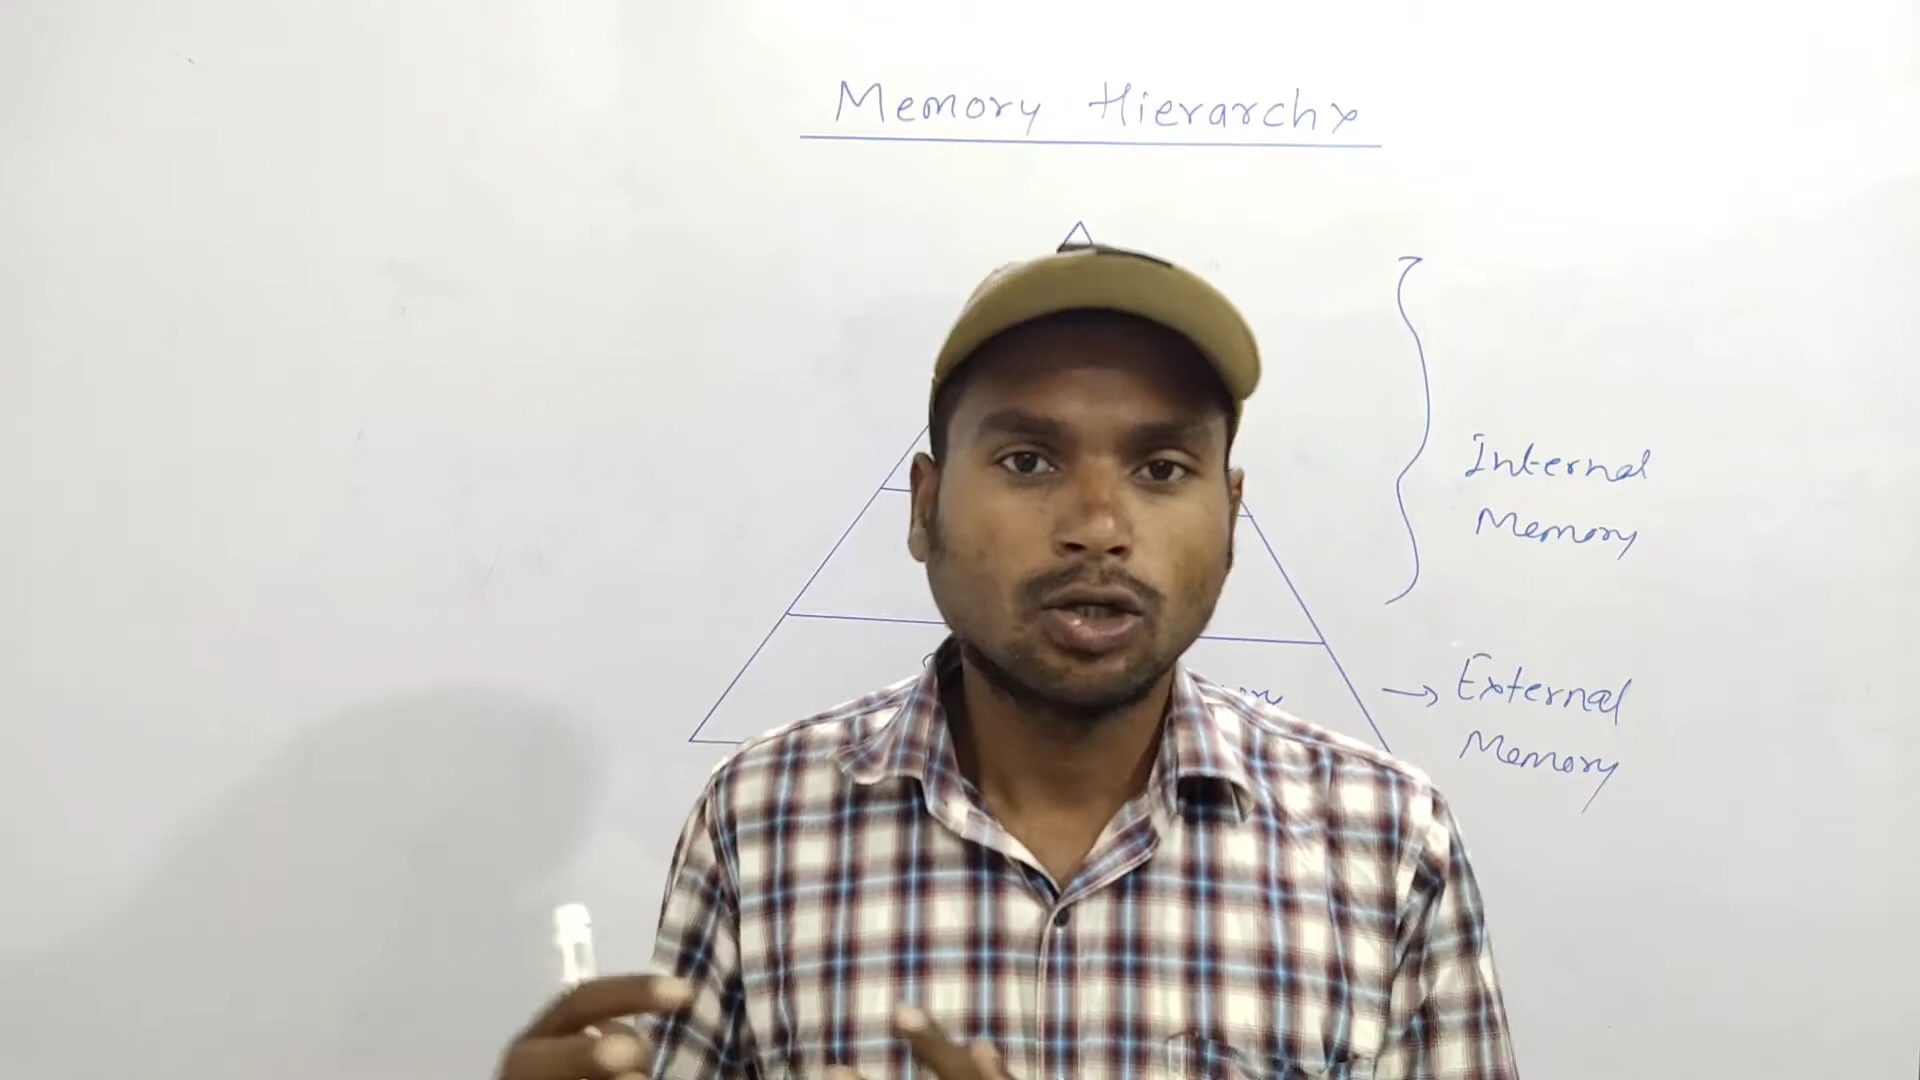 Memory Hierarchy
Internal
Memory
External
Memory